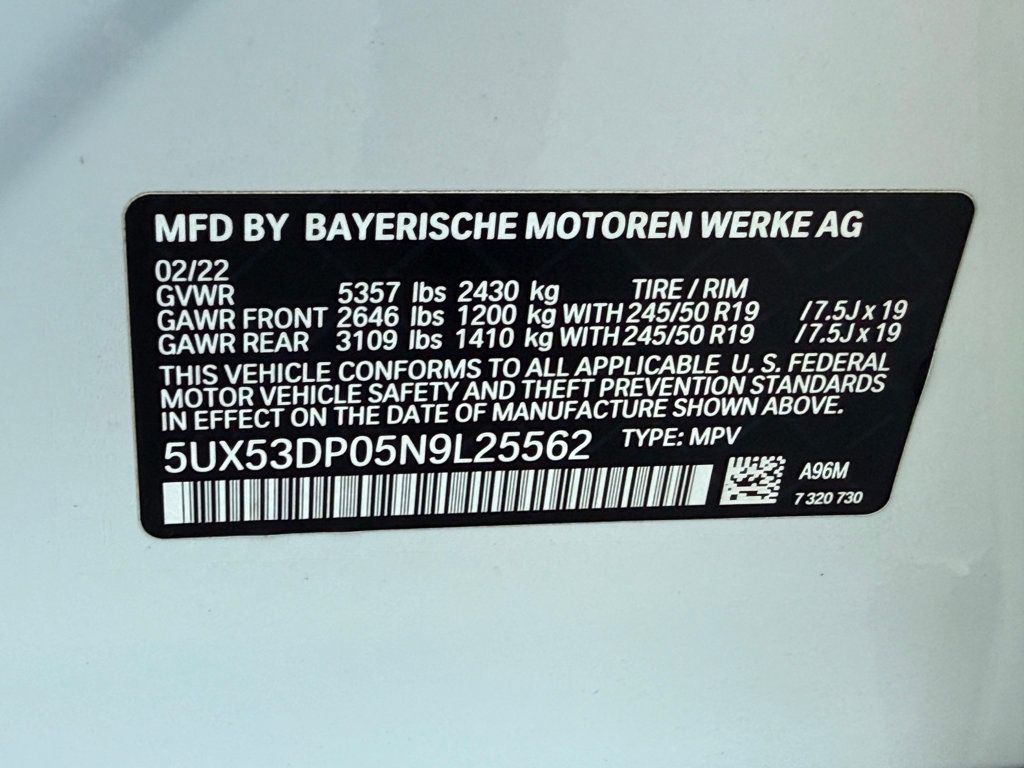 MFD BY BAYERISCHE MOTOREN WERKE AG
02/22
GVWR 5357 lbs 2430 kg TIRE / RIM
GAWR FRONT 2646 lbs 1200 kg WITH 245/50 R19 / 7.5J x 19
GAWR REAR 3109 lbs 1410 kg WITH 245/50 R19 / 7.5J x 19
THIS VEHICLE CONFORMS TO ALL APPLICABLE U. S. FEDERAL
MOTOR VEHICLE SAFETY AND THEFT PREVENTION STANDARDS
IN EFFECT ON THE DATE OF MANUFACTURE SHOWN ABOVE.
5UX53DP05N9L25562 TYPE: MPV
A96M
7 320 730